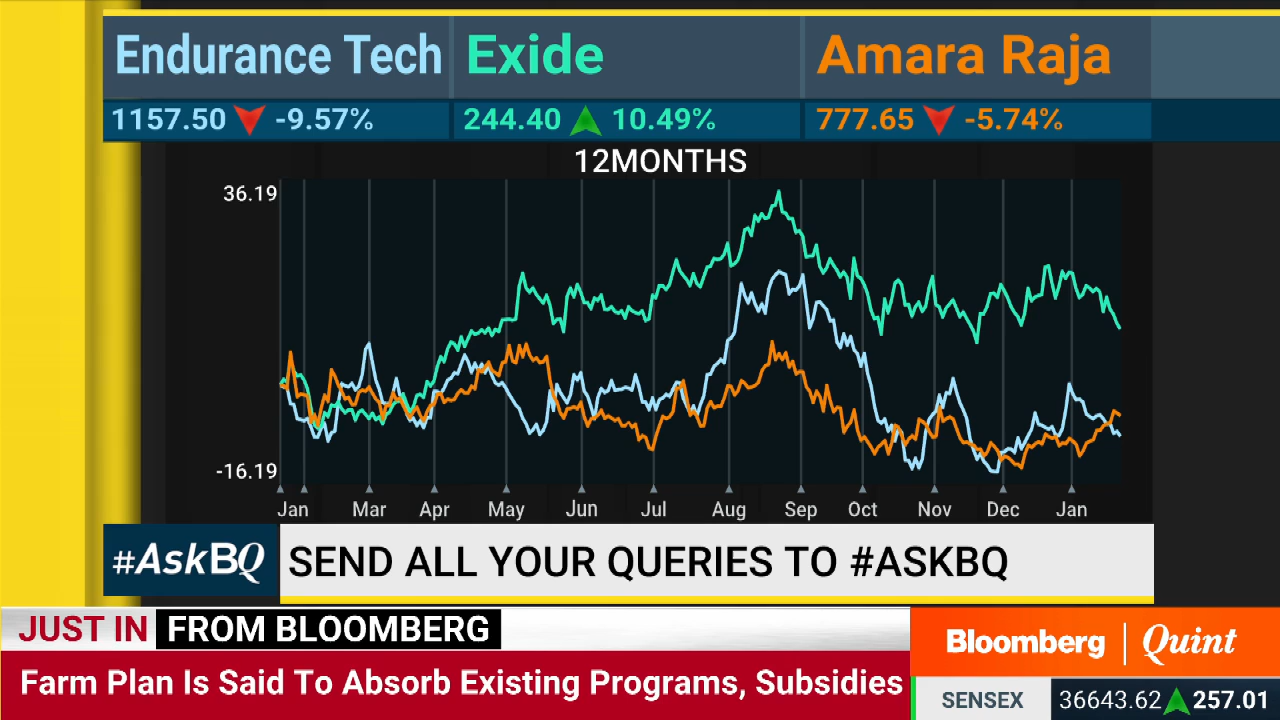 Endurance Tech Exide Amara Raja
1157.50 -9.57% 244.40 10.49% 777.65 -5.74%
12MONTHS
36.19
-16.19
Jan Mar Apr May Jun Jul Aug Sep Oct Nov Dec Jan
#AskBQ SEND ALL YOUR QUERIES TO #ASKBQ
JUST IN FROM BLOOMBERG
Farm Plan Is Said To Absorb Existing Programs, Subsidies
Bloomberg | Quint
SENSEX 36643.62 257.01